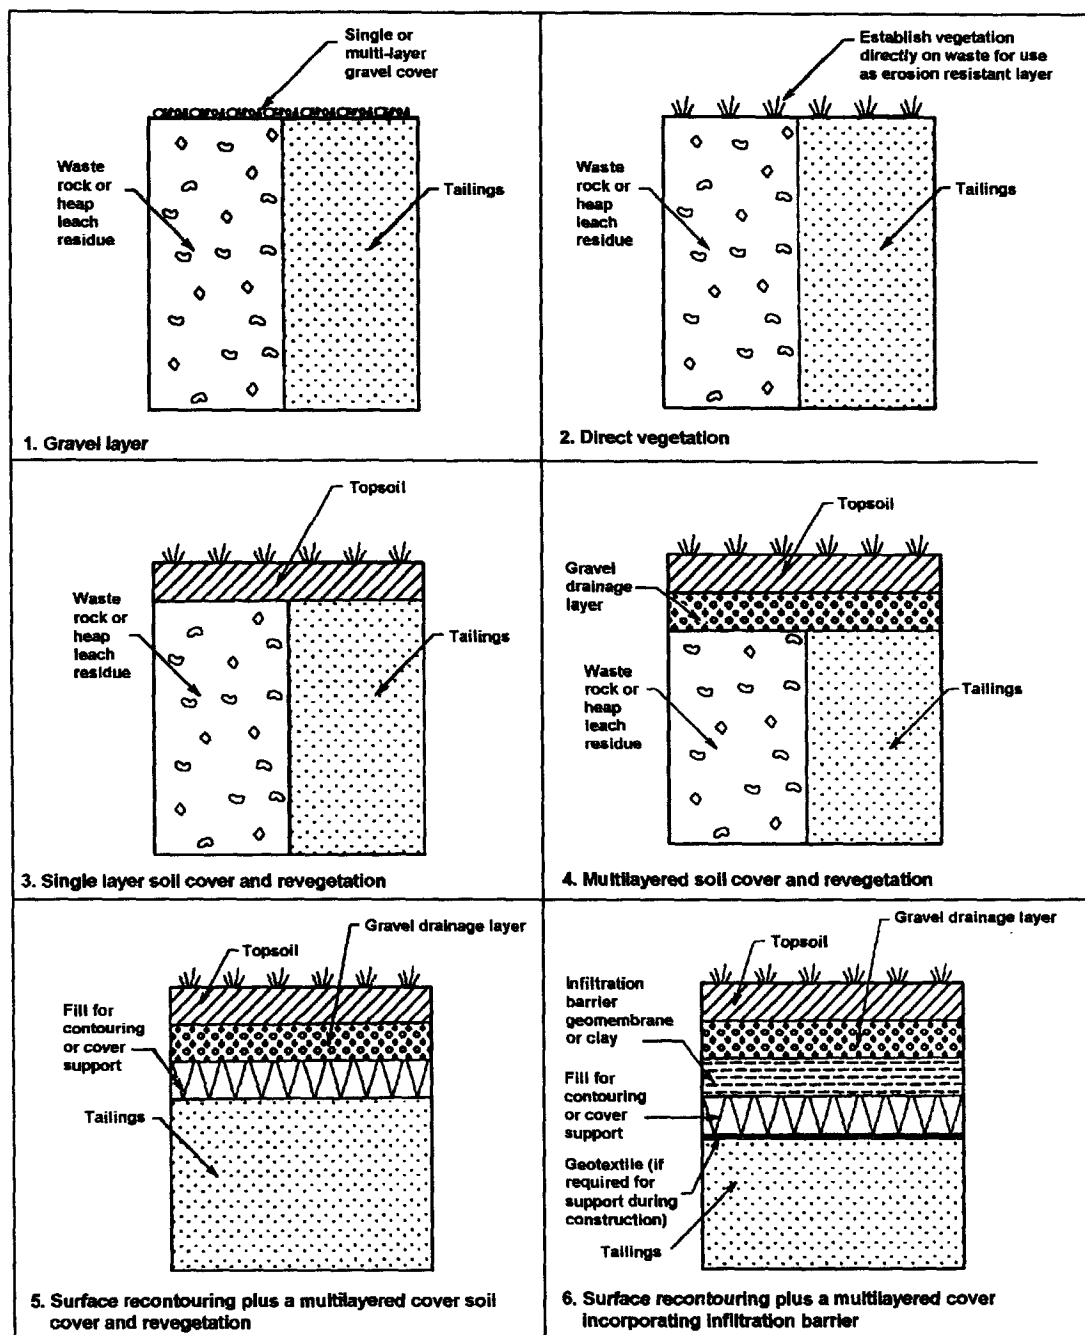 Single or
multi-layer
gravel cover
Waste
rock or
heap
leach
residue
Tailings
1. Gravel layer
Establish vegetation
directly on waste for use
as erosion resistant layer
Waste
rock or
heap
leach
residue
Tailings
2. Direct vegetation
Topsoil
Waste
rock or
heap
leach
residue
Tailings
3. Single layer soil cover and revegetation
Topsoil
Gravel
drainage
layer
Waste
rock or
heap
leach
residue
Tailings
4. Multilayered soil cover and revegetation
Gravel drainage layer
Topsoil
Fill for
contouring
or cover
support
Tailings
5. Surface recontouring plus a multilayered cover soil
cover and revegetation
Gravel drainage layer
Topsoil
Infiltration
barrier
geomembrane
or clay
Fill for
contouring
or cover
support
Geotextile (if
required for
support during
construction)
Tailings
6. Surface recontouring plus a multilayered cover
incorporating infiltration barrier